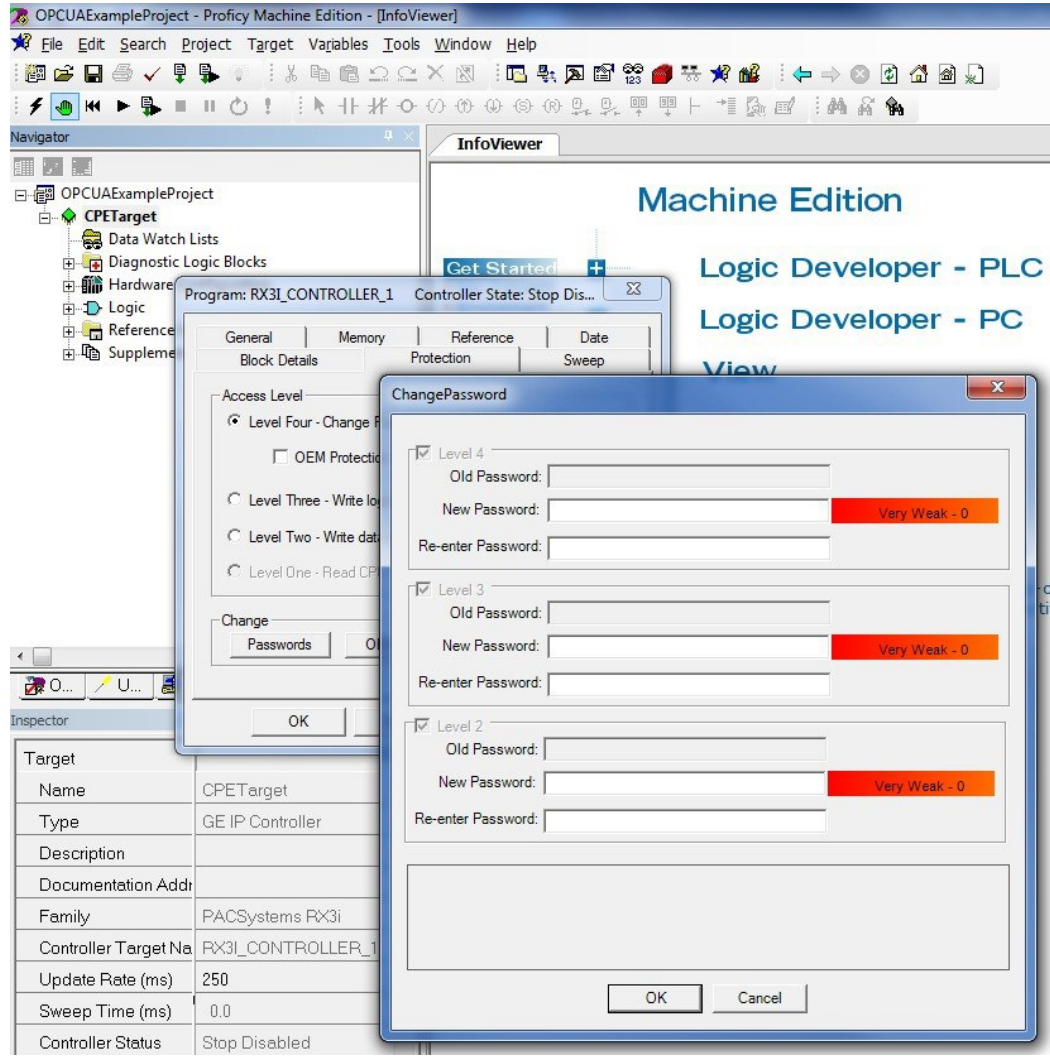 OPCUAExampleProject - Proficy Machine Edition - [InfoViewer]
File Edit Search Project Target Variables Tools Window Help
Navigator
OPCUAExampleProject
CPETarget
Data Watch Lists
Diagnostic Logic Blocks
Hardware
Logic
Reference
Suppleme
O...
U...
InfoViewer
Machine Edition
Get Started
Logic Developer - PLC
Logic Developer - PC
View
Program: RX3I_CONTROLLER_1 Controller State: Stop Dis...
General Memory Reference Date
Block Details Protection Sweep
Access Level
Level Four - Change P
OEM Protectio
Level Three - Write lo
Level Two - Write data
Level One - Read CP
Change
Passwords
OK
ChangePassword
Level 4
Old Password:
New Password: Very Weak - 0
Re-enter Password:
Level 3
Old Password:
New Password: Very Weak - 0
Re-enter Password:
Level 2
Old Password:
New Password: Very Weak - 0
Re-enter Password:
OK Cancel
Inspector
Target
Name CPETarget
Type GE IP Controller
Description
Documentation Addr
Family PACSystems RX3i
Controller Target Na RX3I_CONTROLLER_1
Update Rate (ms) 250
Sweep Time (ms) 0.0
Controller Status Stop Disabled